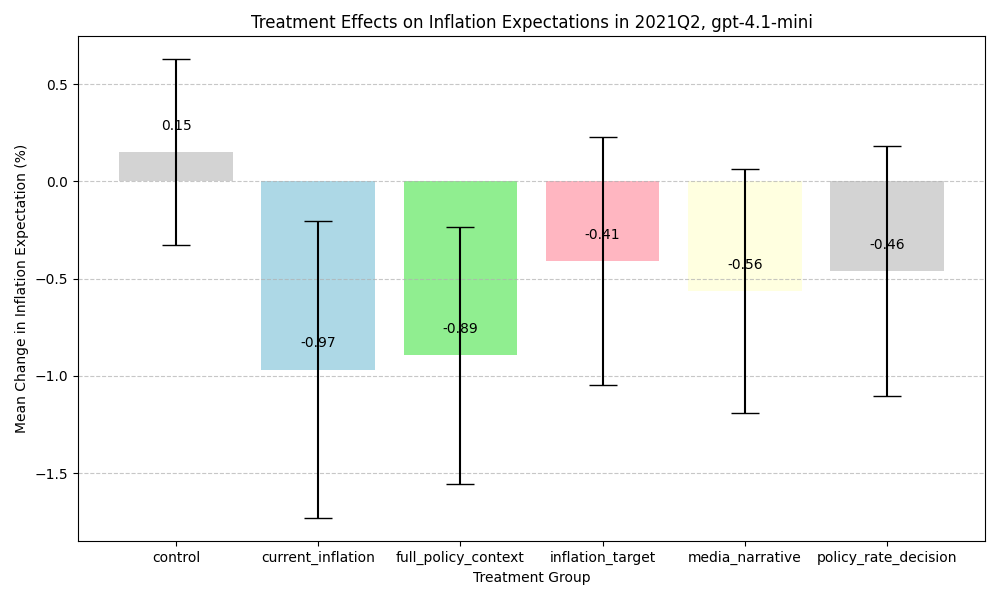 Treatment Effects on Inflation Expectations in 2021Q2, gpt-4.1-mini
Mean Change in Inflation Expectation (%)
0.5
0.0
−0.5
−1.0
−1.5
0.15
-0.97
-0.89
-0.41
-0.56
-0.46
control
current_inflation
full_policy_context
inflation_target
media_narrative
policy_rate_decision
Treatment Group